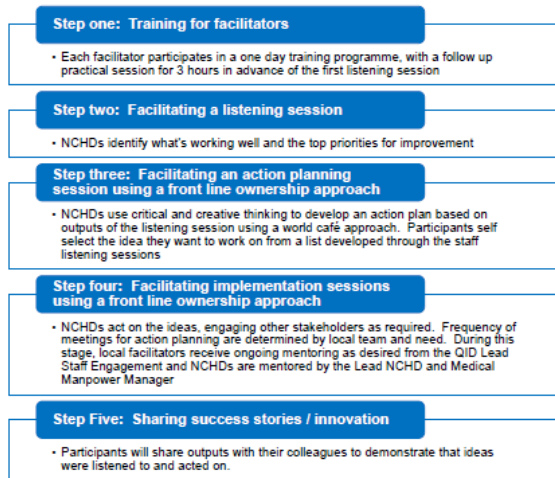 Step one: Training for facilitators
• Each facilitator participates in a one day training programme, with a follow up
practical session for 3 hours in advance of the first listening session
Step two: Facilitating a listening session
• NCHDs identify what's working well and the top priorities for improvement
Step three: Facilitating an action planning
session using a front line ownership approach
• NCHDs use critical and creative thinking to develop an action plan based on
outputs of the listening session using a world café approach. Participants self
select the idea they want to work on from a list developed through the staff
listening sessions
Step four: Facilitating implementation sessions
using a front line ownership approach
• NCHDs act on the ideas, engaging other stakeholders as required. Frequency of
meetings for action planning are determined by local team and need. During this
stage, local facilitators receive ongoing mentoring as desired from the QID Lead
Staff Engagement and NCHDs are mentored by the Lead NCHD and Medical
Manpower Manager
Step Five: Sharing success stories / innovation
• Participants will share outputs with their colleagues to demonstrate that ideas
were listened to and acted on.